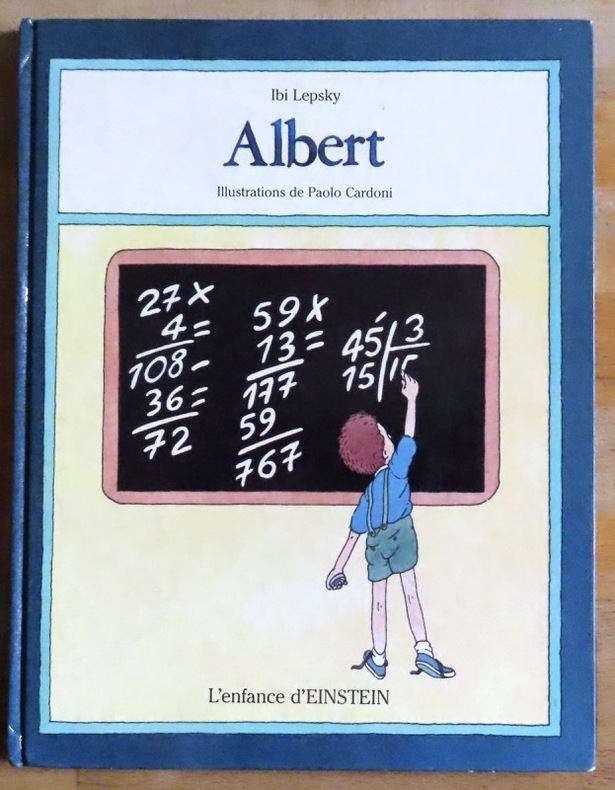 Ibi Lepsky
Albert
Illustrations de Paolo Cardoni
27 x
4 =
108 -
36 =
72
59 x
13 =
177
59
767
45 3
15 15
L'enfance d'EINSTEIN